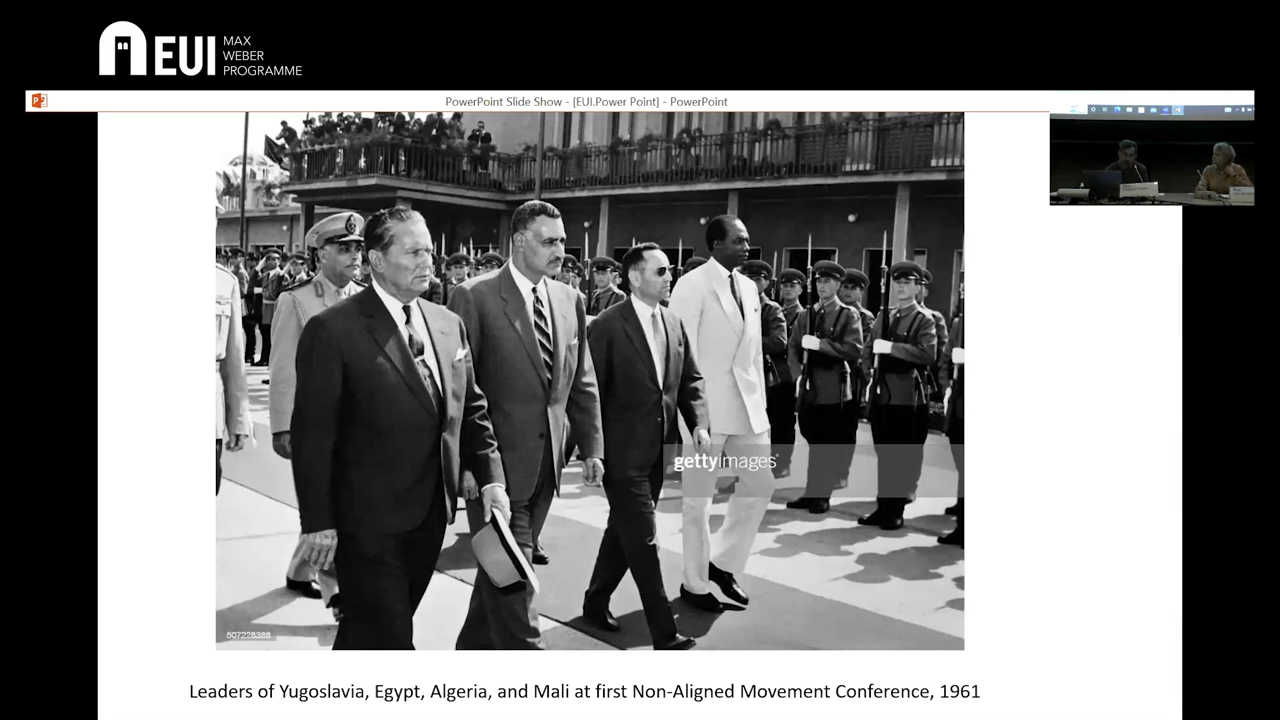 EUI
MAX
WEBER
PROGRAMME
PowerPoint Slide Show - [EUI.Power Point] - PowerPoint
gettyimages
507228388
Leaders of Yugoslavia, Egypt, Algeria, and Mali at first Non-Aligned Movement Conference, 1961